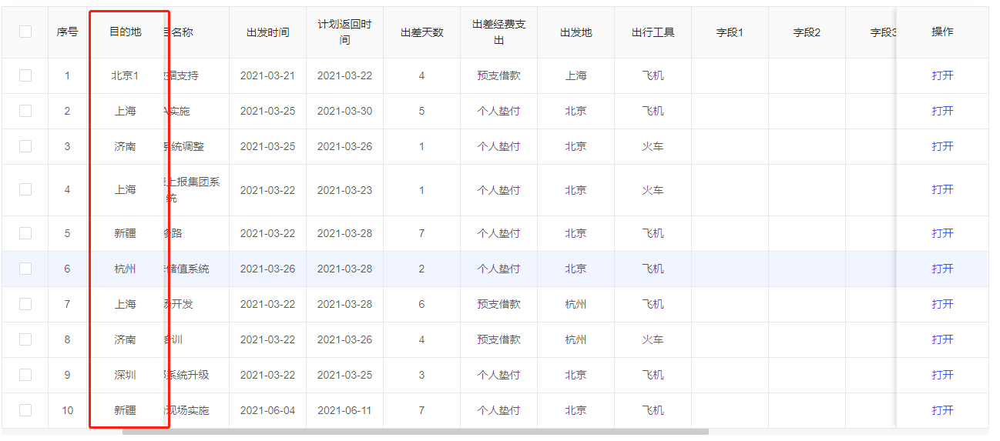 序号 目的地 名称 出发时间 计划返回时 出差天数 出差经费支 出发地 出行工具 字段1 字段2 字段3 操作
间 出
1 北京1 据支持 2021-03-21 2021-03-22 4 预支借款 上海 飞机 打开
2 上海 A实施 2021-03-25 2021-03-30 5 个人垫付 北京 飞机 打开
3 济南 系统调整 2021-03-25 2021-03-26 1 个人垫付 北京 火车 打开
4 上海 上报集团系 2021-03-22 2021-03-23 1 个人垫付 北京 火车 打开
统
5 新疆 路 2021-03-22 2021-03-28 7 个人垫付 北京 飞机 打开
6 杭州 储值系统 2021-03-26 2021-03-28 2 个人垫付 北京 飞机 打开
7 上海 开发 2021-03-22 2021-03-28 6 预支借款 杭州 飞机 打开
8 济南 训 2021-03-22 2021-03-26 4 预支借款 杭州 火车 打开
9 深圳 系统升级 2021-03-22 2021-03-25 3 个人垫付 北京 飞机 打开
10 新疆 现场实施 2021-06-04 2021-06-11 7 个人垫付 北京 飞机 打开